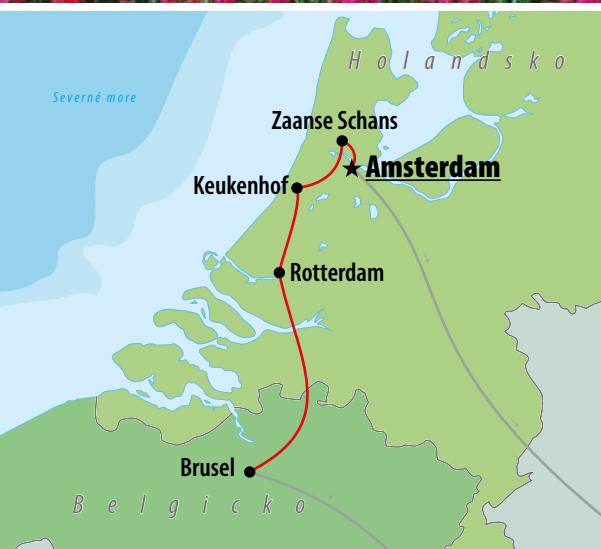 Holandsko
Severné more
Zaanse Schans
Amsterdam
Keukenhof
Rotterdam
Brusel
Belgicko